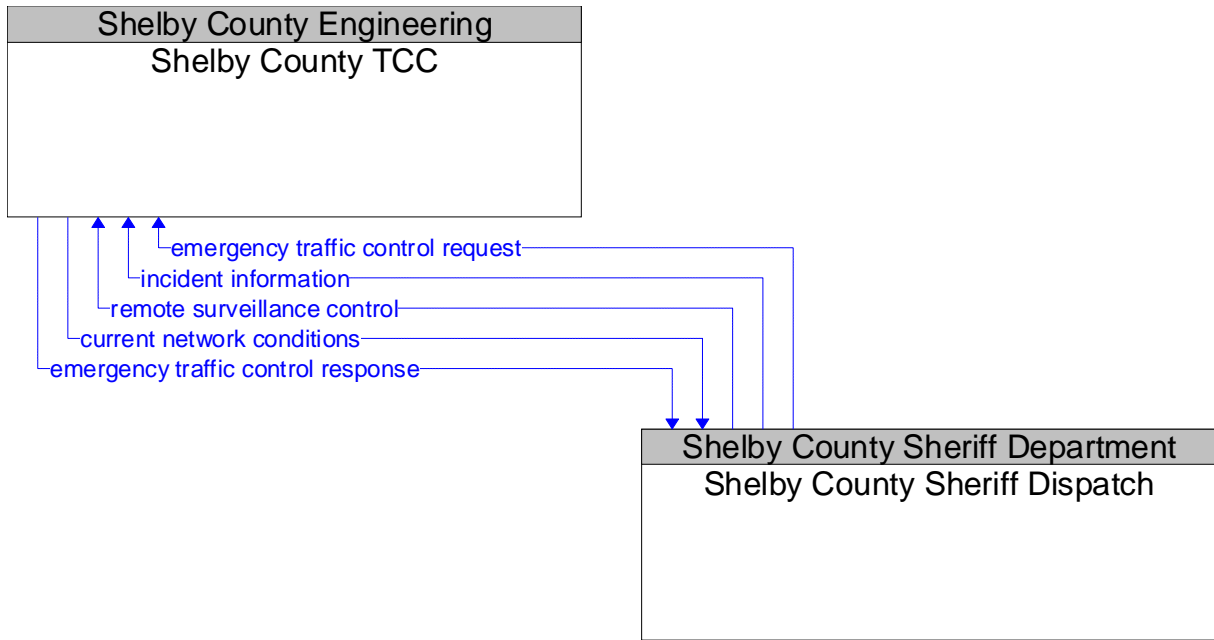 Shelby County Engineering
Shelby County TCC
emergency traffic control request
incident information
remote surveillance control
current network conditions
emergency traffic control response
Shelby County Sheriff Department
Shelby County Sheriff Dispatch